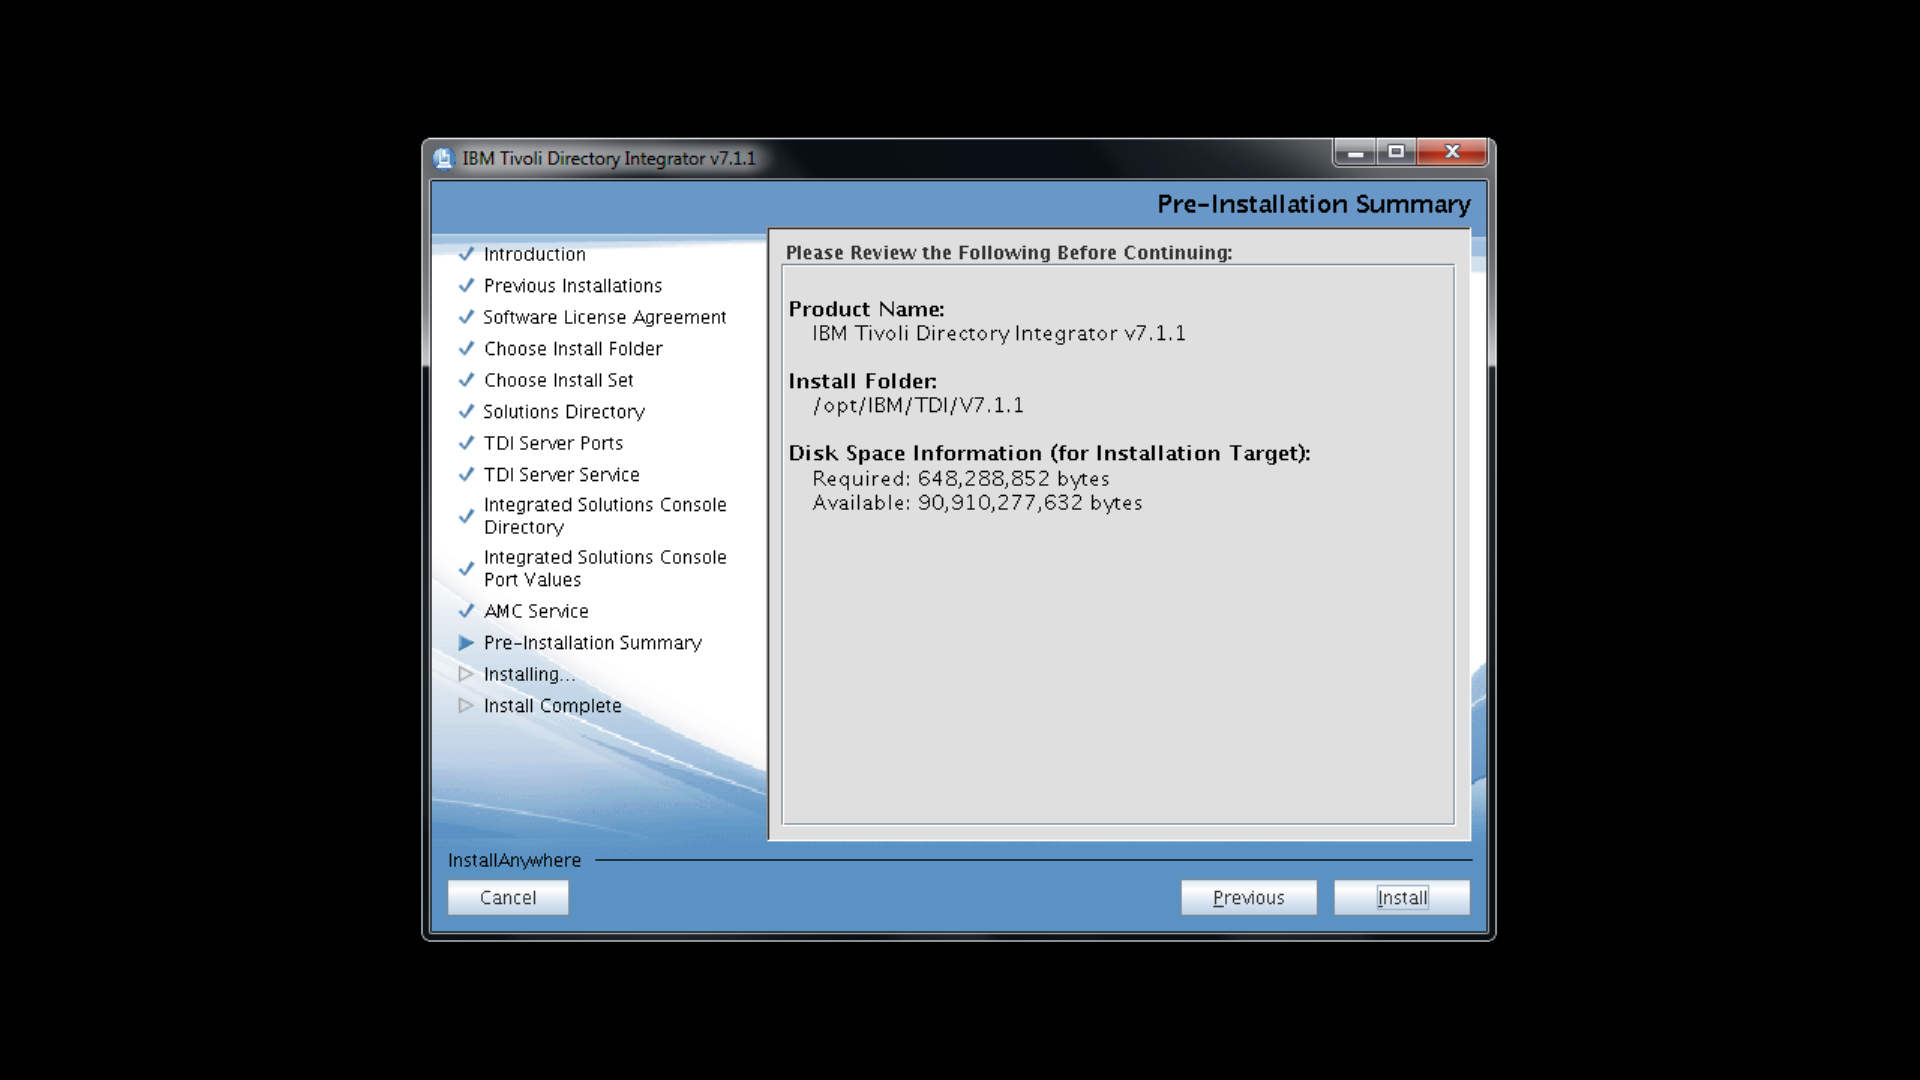 IBM Tivoli Directory Integrator v7.1.1
Pre-Installation Summary
Introduction
Previous Installations
Software License Agreement
Choose Install Folder
Choose Install Set
Solutions Directory
TDI Server Ports
TDI Server Service
Integrated Solutions Console
Directory
Integrated Solutions Console
Port Values
AMC Service
Pre-Installation Summary
Installing...
Install Complete
Please Review the Following Before Continuing:
Product Name:
IBM Tivoli Directory Integrator v7.1.1
Install Folder:
/opt/IBM/TDI/V7.1.1
Disk Space Information (for Installation Target):
Required: 648,288,852 bytes
Available: 90,910,277,632 bytes
InstallAnywhere
Cancel
Previous
Install